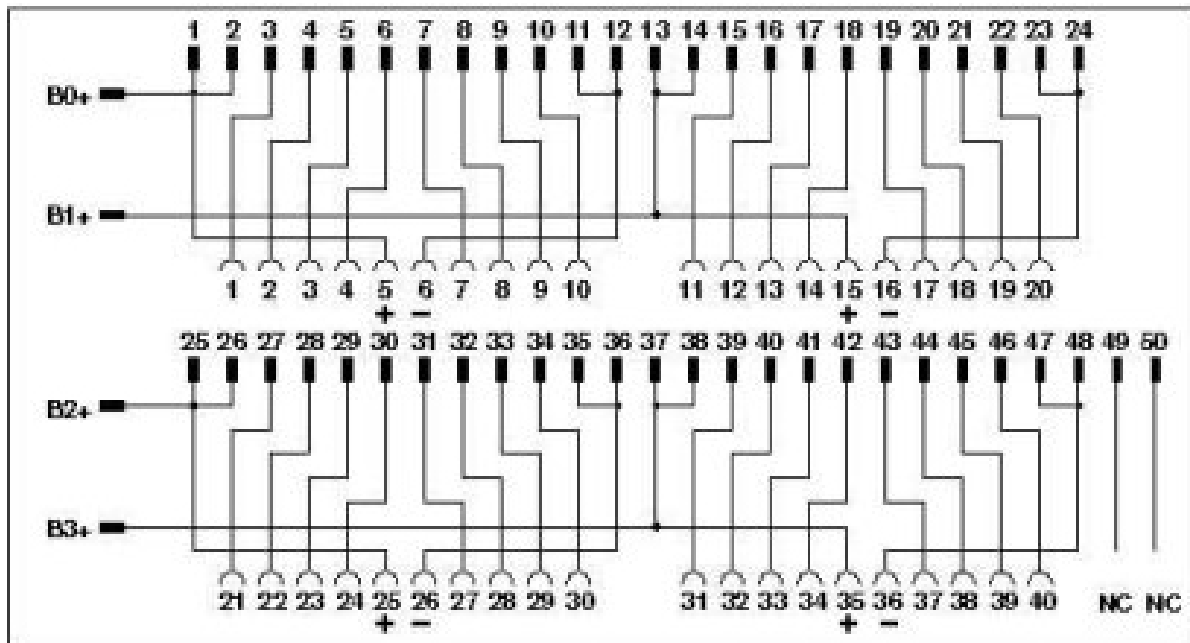 1 2 3 4 5 6 7 8 9 10 11 12 13 14 15 16 17 18 19 20 21 22 23 24
B0+
B1+
1 2 3 4 5 6 7 8 9 10 11 12 13 14 15 16 17 18 19 20
+ − + −
25 26 27 28 29 30 31 32 33 34 35 36 37 38 39 40 41 42 43 44 45 46 47 48 49 50
B2+
B3+
21 22 23 24 25 26 27 28 29 30 31 32 33 34 35 36 37 38 39 40 NC NC
+ − + −